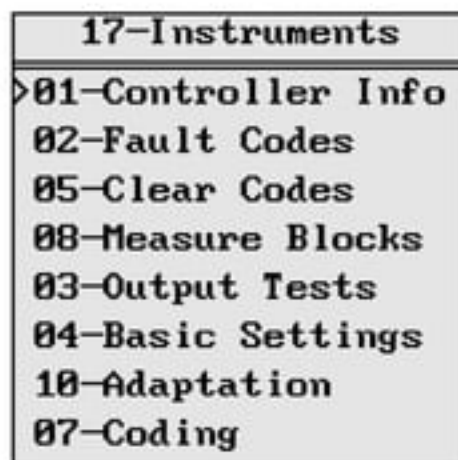 17-Instruments
>01-Controller Info
02-Fault Codes
05-Clear Codes
08-Measure Blocks
03-Output Tests
04-Basic Settings
10-Adaptation
07-Coding